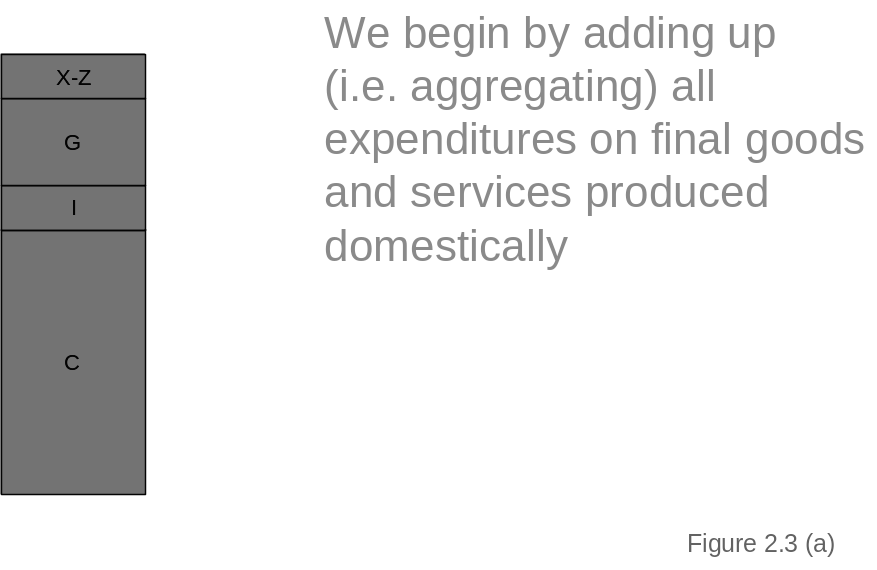 We begin by adding up
(i.e. aggregating) all
expenditures on final goods
and services produced
domestically
X-Z
G
I
C
Figure 2.3 (a)